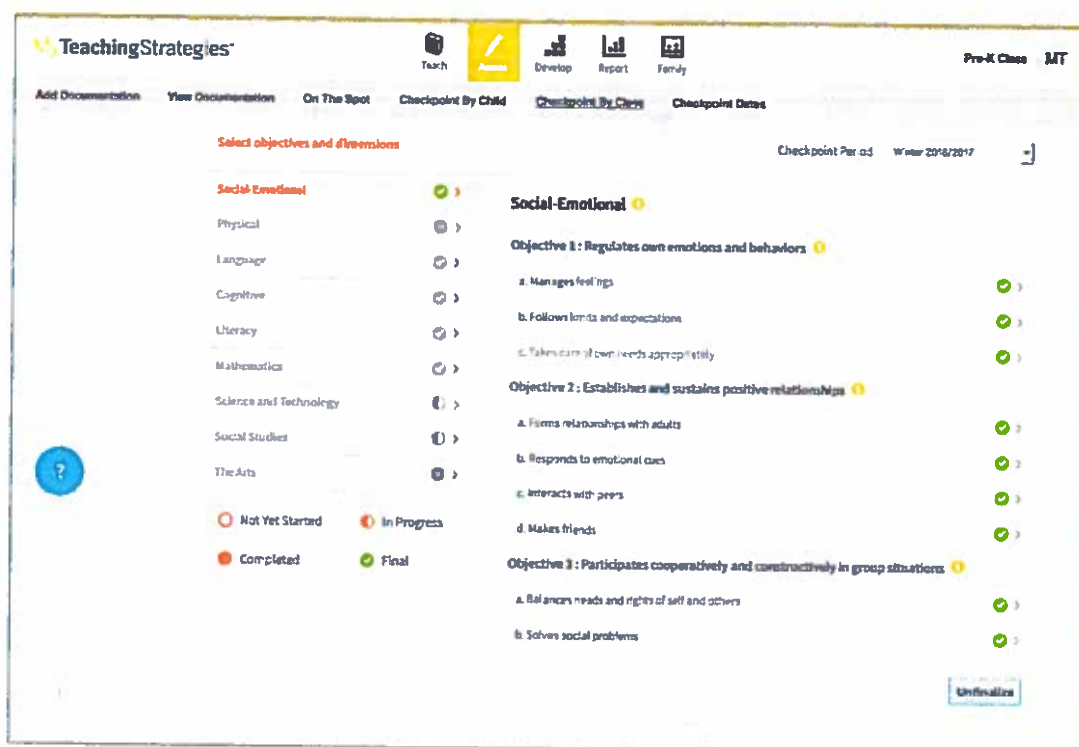 MyTeachingStrategies
Teach
Assess
Develop
Report
Family
Pre-K Class MT
Add Documentation View Documentation On The Spot Checkpoint By Child Checkpoint By Class Checkpoint Dates
Select objectives and dimensions
Checkpoint Period Winter 2016/2017
Social-Emotional
Physical
Language
Cognitive
Literacy
Mathematics
Science and Technology
Social Studies
The Arts
Not Yet Started In Progress
Completed Final
?
Social-Emotional
Objective 1 : Regulates own emotions and behaviors
a. Manages feelings
b. Follows limits and expectations
c. Takes care of own needs appropriately
Objective 2 : Establishes and sustains positive relationships
a. Forms relationships with adults
b. Responds to emotional cues
c. Interacts with peers
d. Makes friends
Objective 3 : Participates cooperatively and constructively in group situations
a. Balances needs and rights of self and others
b. Solves social problems
Unfinalize